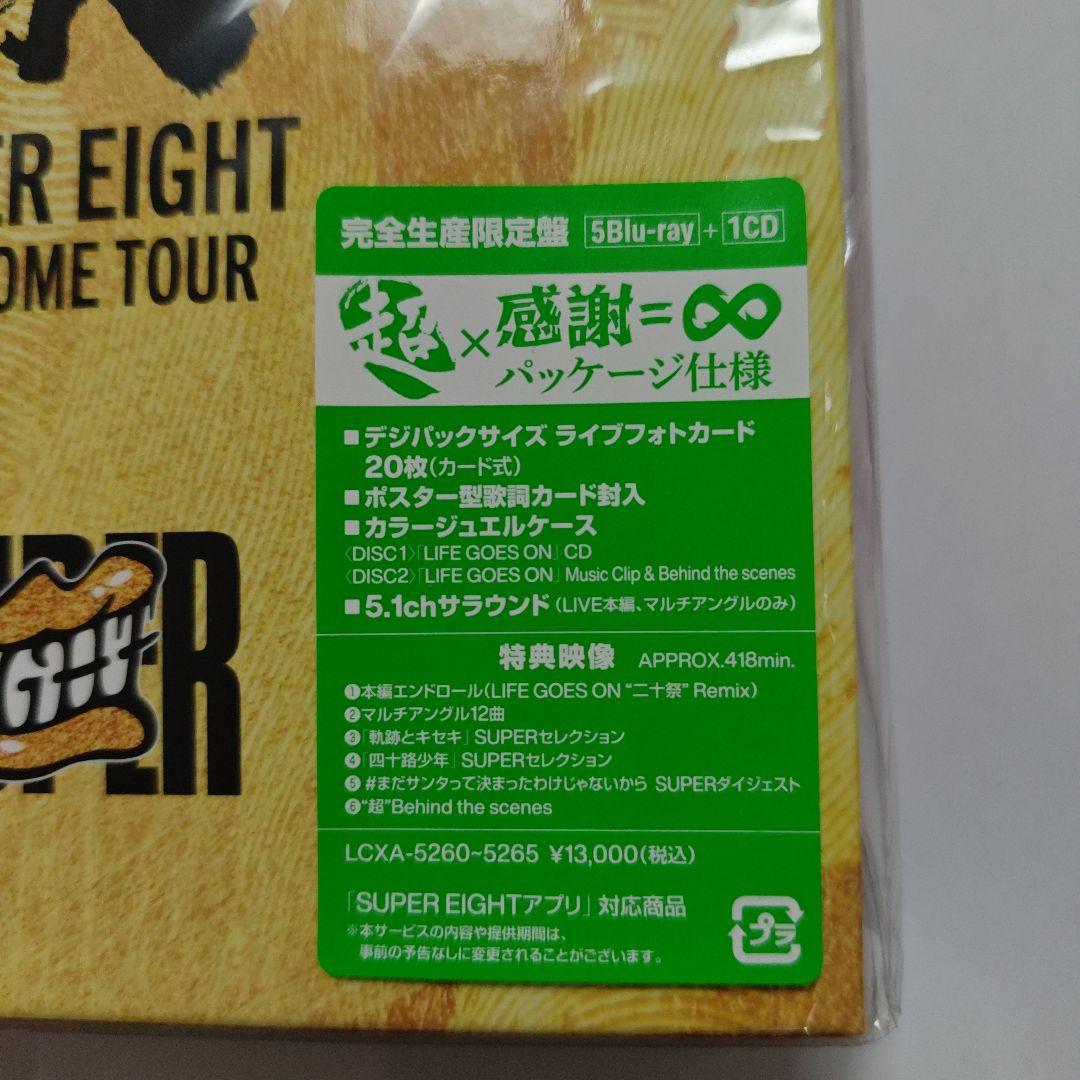 ER EIGHT
OME TOUR
完全生産限定盤 5Blu-ray + 1CD
超×感謝=∞
パッケージ仕様
■デジパックサイズ ライブフォトカード
20枚(カード式)
■ポスター型歌詞カード封入
■カラージュエルケース
〈DISC1〉「LIFE GOES ON」CD
〈DISC2〉「LIFE GOES ON」Music Clip & Behind the scenes
■5.1chサラウンド(LIVE本編、マルチアングルのみ)
特典映像 APPROX.418min.
❶本編エンドロール(LIFE GOES ON “二十祭” Remix)
❷マルチアングル12曲
❸「軌跡とキセキ」SUPERセレクション
❹「四十路少年」SUPERセレクション
❺#まだサンタって決まったわけじゃないから SUPERダイジェスト
❻“超”Behind the scenes
LCXA-5260~5265 ¥13,000(税込)
「SUPER EIGHTアプリ」対応商品
※本サービスの内容や提供期間は、
事前の予告なしに変更されることがございます。
プラ
UPER
IGHT
PER